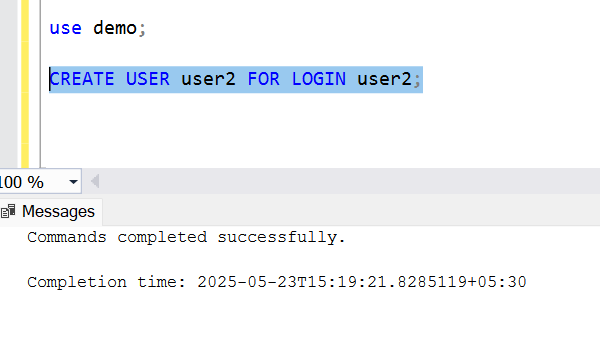 use demo;
CREATE USER user2 FOR LOGIN user2;
100 %
Messages
Commands completed successfully.
Completion time: 2025-05-23T15:19:21.8285119+05:30